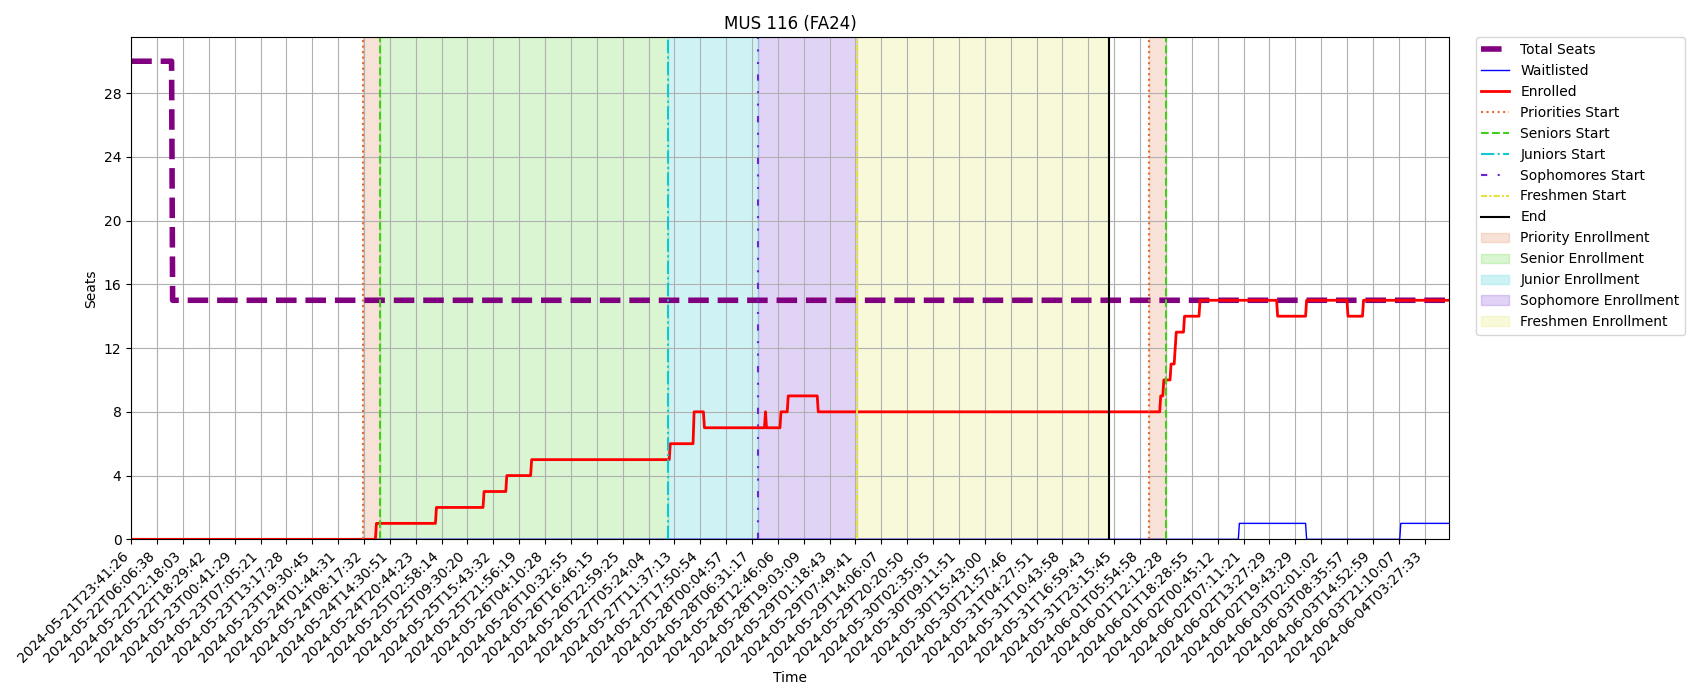 MUS 116 (FA24)
Seats
28
24
20
16
12
8
4
0
2024-05-21T23:41:26
2024-05-22T06:06:38
2024-05-22T12:18:03
2024-05-22T18:29:42
2024-05-23T00:41:29
2024-05-23T07:05:21
2024-05-23T13:17:28
2024-05-23T19:30:45
2024-05-24T01:44:31
2024-05-24T08:17:32
2024-05-24T14:30:51
2024-05-24T20:44:23
2024-05-25T02:58:14
2024-05-25T09:30:20
2024-05-25T15:43:32
2024-05-25T21:56:19
2024-05-26T04:10:28
2024-05-26T10:32:55
2024-05-26T16:46:15
2024-05-26T22:59:25
2024-05-27T05:24:04
2024-05-27T11:37:13
2024-05-27T17:50:54
2024-05-28T00:04:57
2024-05-28T06:31:17
2024-05-28T12:46:06
2024-05-28T19:03:09
2024-05-29T01:18:43
2024-05-29T07:49:41
2024-05-29T14:06:07
2024-05-29T20:20:50
2024-05-30T02:35:05
2024-05-30T09:11:51
2024-05-30T15:43:00
2024-05-30T21:57:46
2024-05-31T04:27:51
2024-05-31T10:43:58
2024-05-31T16:59:43
2024-05-31T23:15:45
2024-06-01T05:54:58
2024-06-01T12:12:28
2024-06-01T18:28:55
2024-06-02T00:45:12
2024-06-02T07:11:21
2024-06-02T13:27:29
2024-06-02T19:43:29
2024-06-03T02:01:02
2024-06-03T08:35:57
2024-06-03T14:52:59
2024-06-03T21:10:07
2024-06-04T03:27:33
Time
Total Seats
Waitlisted
Enrolled
Priorities Start
Seniors Start
Juniors Start
Sophomores Start
Freshmen Start
End
Priority Enrollment
Senior Enrollment
Junior Enrollment
Sophomore Enrollment
Freshmen Enrollment